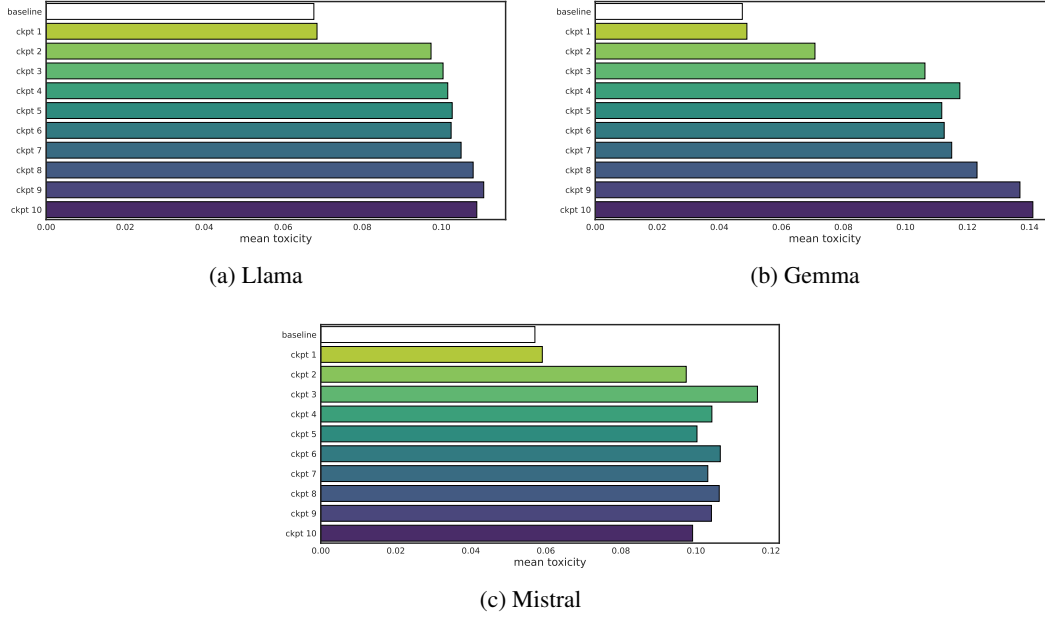 baseline
ckpt 1
ckpt 2
ckpt 3
ckpt 4
ckpt 5
ckpt 6
ckpt 7
ckpt 8
ckpt 9
ckpt 10
0.00 0.02 0.04 0.06 0.08 0.10
mean toxicity
(a) Llama
baseline
ckpt 1
ckpt 2
ckpt 3
ckpt 4
ckpt 5
ckpt 6
ckpt 7
ckpt 8
ckpt 9
ckpt 10
0.00 0.02 0.04 0.06 0.08 0.10 0.12 0.14
mean toxicity
(b) Gemma
baseline
ckpt 1
ckpt 2
ckpt 3
ckpt 4
ckpt 5
ckpt 6
ckpt 7
ckpt 8
ckpt 9
ckpt 10
0.00 0.02 0.04 0.06 0.08 0.10 0.12
mean toxicity
(c) Mistral